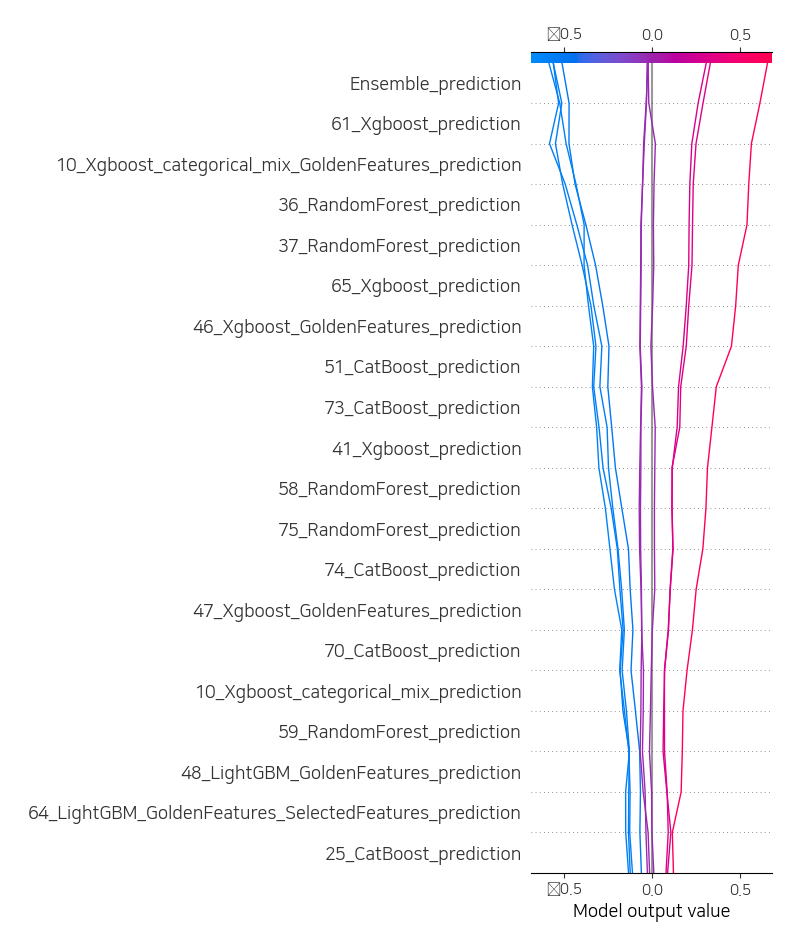 ▯0.5 0.0 0.5
Ensemble_prediction
61_Xgboost_prediction
10_Xgboost_categorical_mix_GoldenFeatures_prediction
36_RandomForest_prediction
37_RandomForest_prediction
65_Xgboost_prediction
46_Xgboost_GoldenFeatures_prediction
51_CatBoost_prediction
73_CatBoost_prediction
41_Xgboost_prediction
58_RandomForest_prediction
75_RandomForest_prediction
74_CatBoost_prediction
47_Xgboost_GoldenFeatures_prediction
70_CatBoost_prediction
10_Xgboost_categorical_mix_prediction
59_RandomForest_prediction
48_LightGBM_GoldenFeatures_prediction
64_LightGBM_GoldenFeatures_SelectedFeatures_prediction
25_CatBoost_prediction
▯0.5 0.0 0.5
Model output value